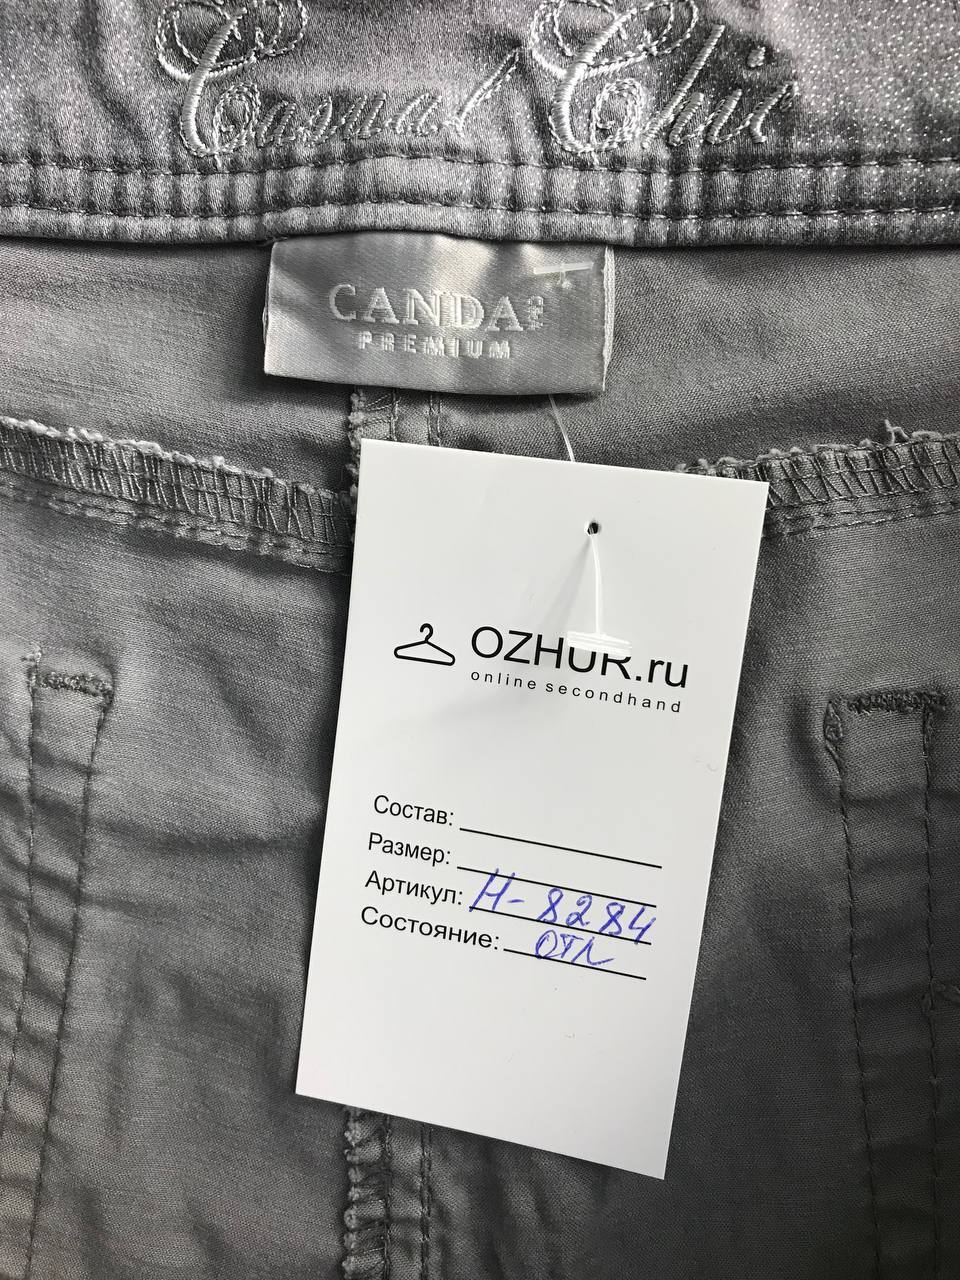 Casual Chic
CANDA
PREMIUM
OZHUR.ru
online secondhand
Состав:
Размер:
Артикул: Н-8284
Состояние: отл